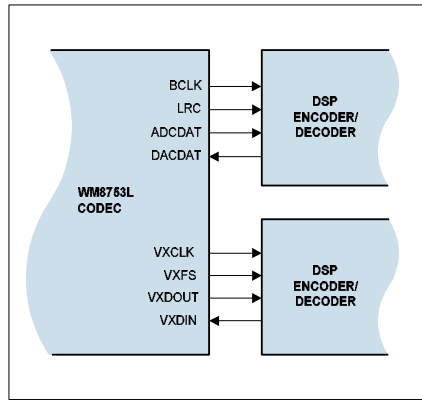 BCLK
LRC
ADCDAT
DACDAT
DSP
ENCODER/
DECODER
WM8753L
CODEC
VXCLK
VXFS
VXDOUT
VXDIN
DSP
ENCODER/
DECODER